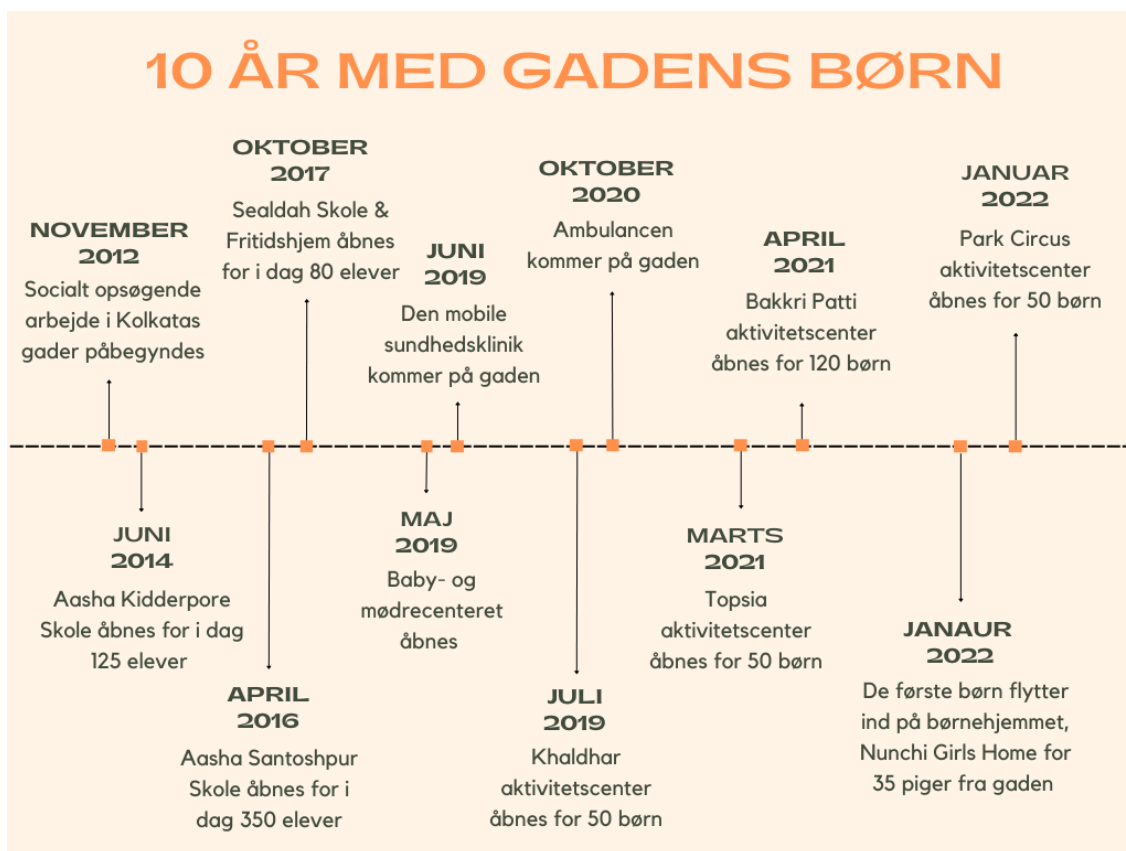 10 ÅR MED GADENS BØRN
NOVEMBER
2012
Socialt opsøgende
arbejde i Kolkatas
gader påbegyndes
JUNI
2014
Aasha Kidderpore
Skole åbnes for i dag
125 elever
APRIL
2016
Aasha Santoshpur
Skole åbnes for i
dag 350 elever
OKTOBER
2017
Sealdah Skole &
Fritidshjem åbnes
for i dag 80 elever
MAJ
2019
Baby- og
mødrecenteret
åbnes
JUNI
2019
Den mobile
sundhedsklinik
kommer på gaden
JULI
2019
Khaldhar
aktivitetscenter
åbnes for 50 børn
OKTOBER
2020
Ambulancen
kommer på gaden
MARTS
2021
Topsia
aktivitetscenter
åbnes for 50 børn
APRIL
2021
Bakkri Patti
aktivitetscenter
åbnes for 120 børn
JANAUR
2022
De første børn flytter
ind på børnehjemmet,
Nunchi Girls Home for
35 piger fra gaden
JANUAR
2022
Park Circus
aktivitetscenter
åbnes for 50 børn